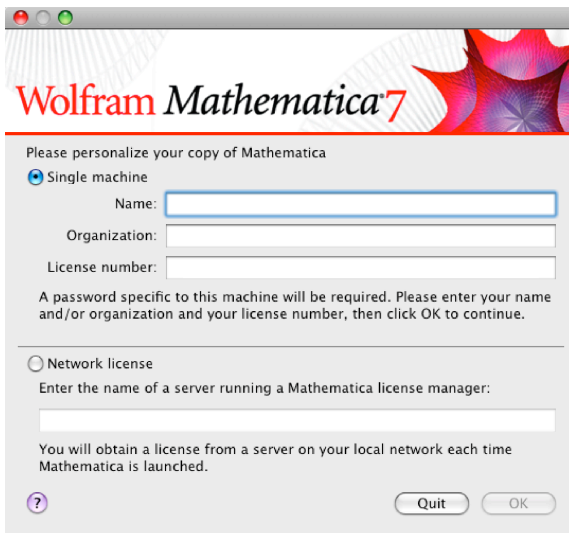 Wolfram Mathematica® 7
Please personalize your copy of Mathematica
Single machine
Name:
Organization:
License number:
A password specific to this machine will be required. Please enter your name
and/or organization and your license number, then click OK to continue.
Network license
Enter the name of a server running a Mathematica license manager:
You will obtain a license from a server on your local network each time
Mathematica is launched.
? Quit OK